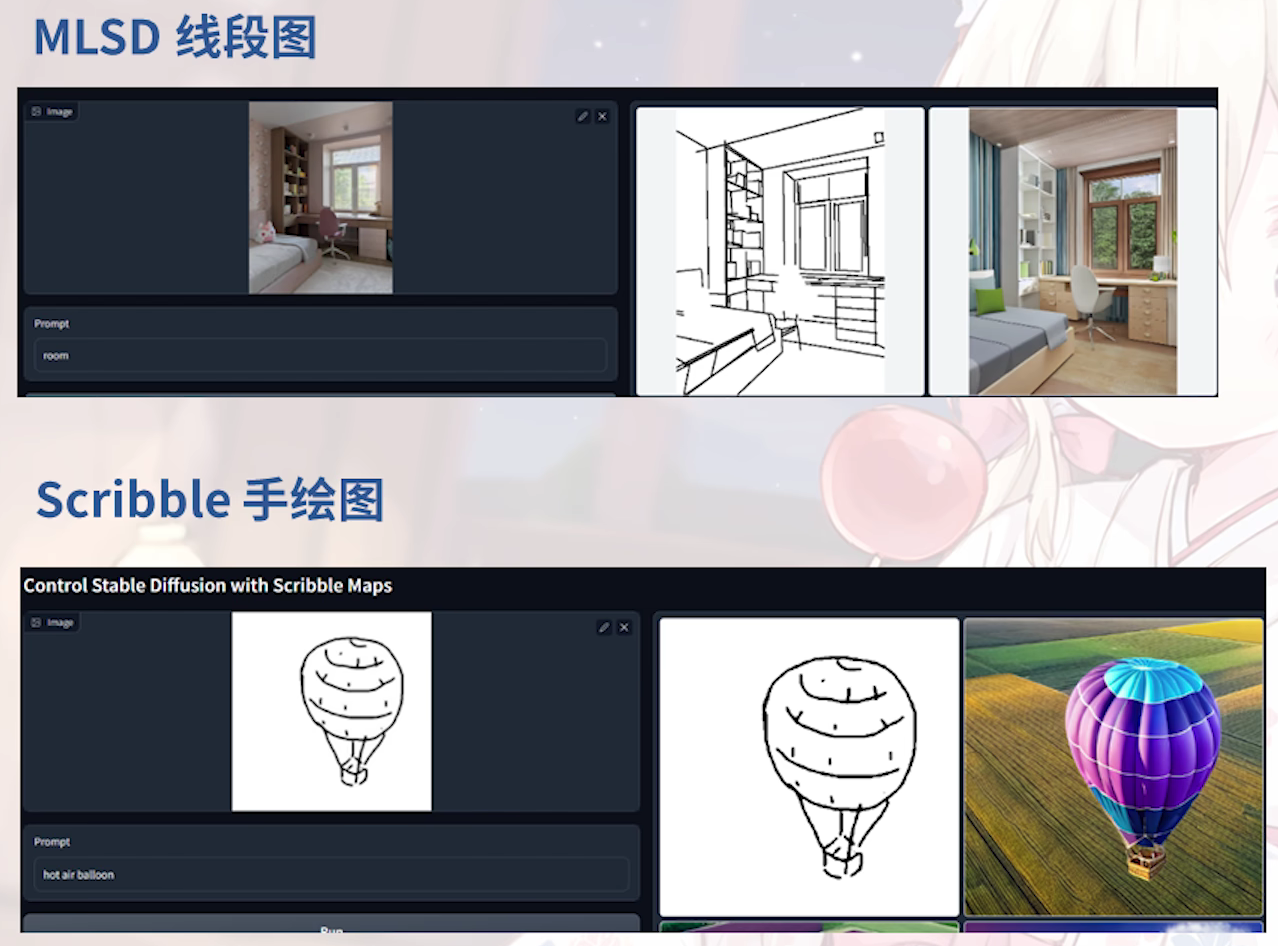 MLSD 线段图
Image
Prompt
room
Scribble 手绘图
Control Stable Diffusion with Scribble Maps
Image
Prompt
hot air balloon
Run